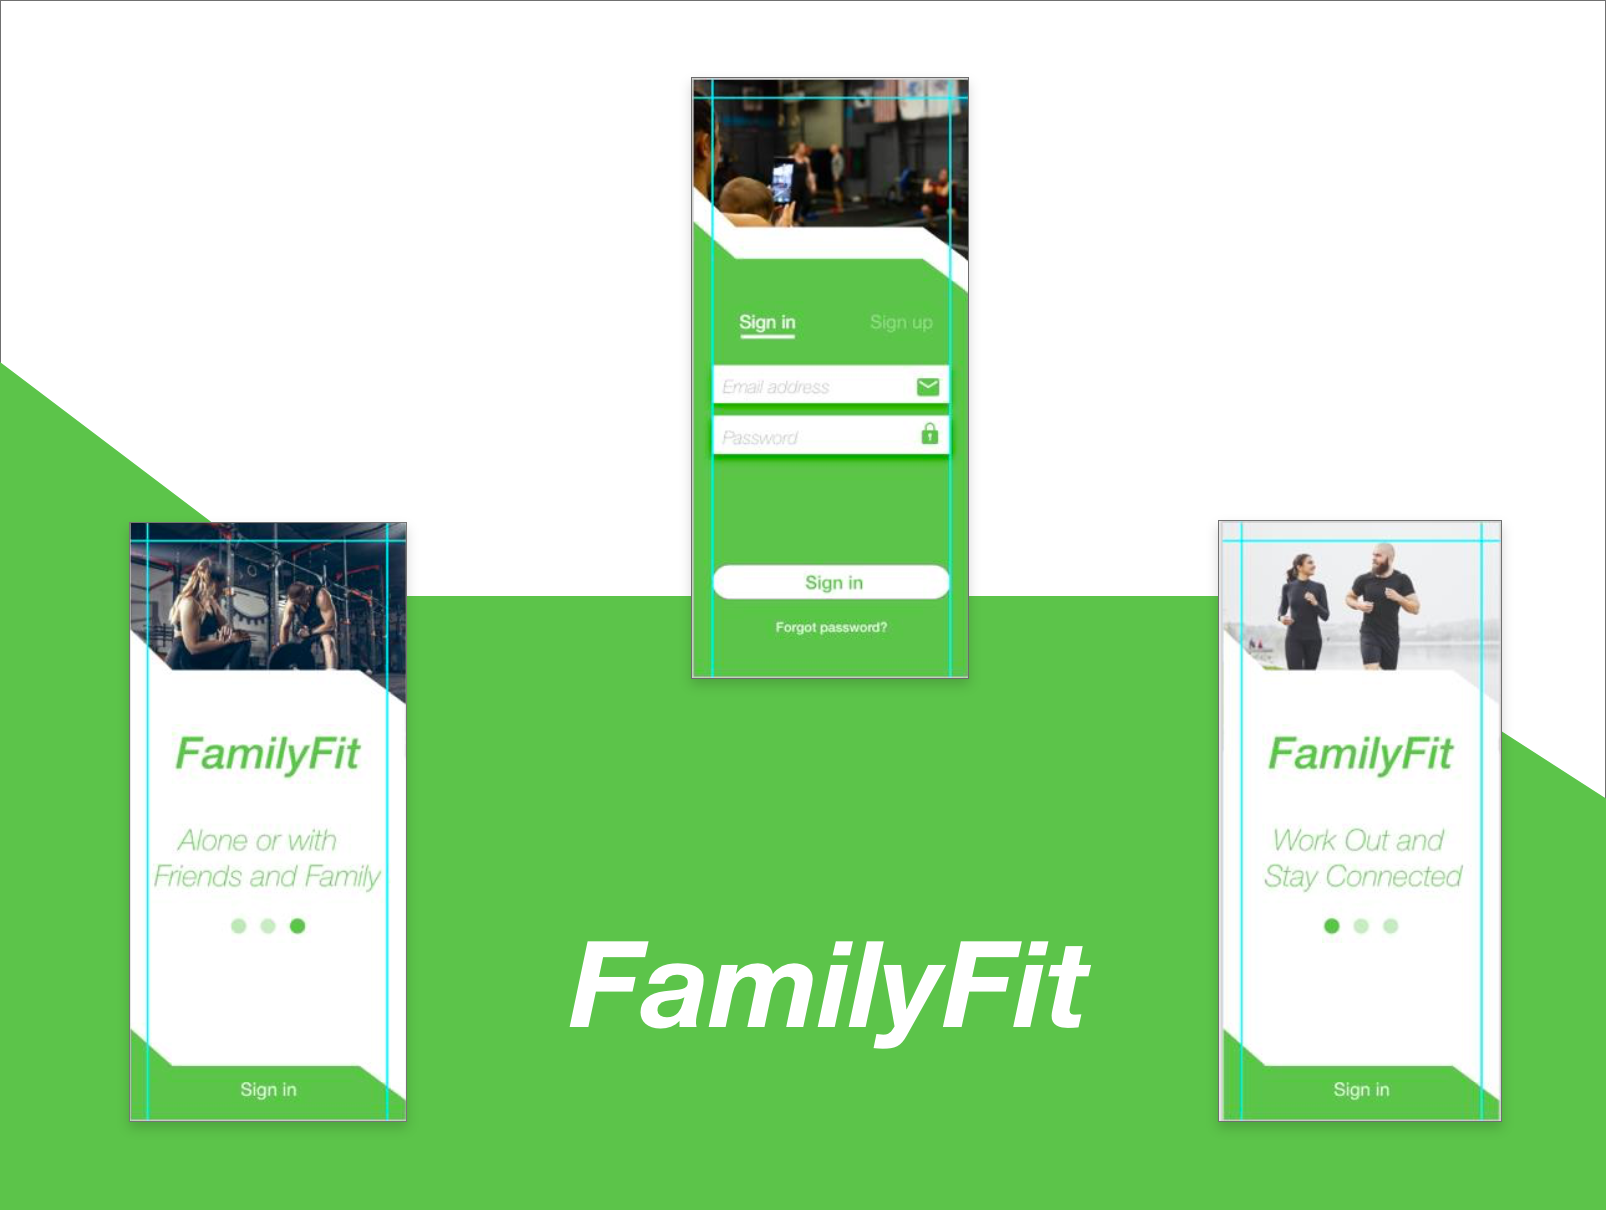 Sign in
Sign up
Email address
Password
Sign in
Forgot password?
FamilyFit
Alone or with
Friends and Family
Sign in
FamilyFit
Work Out and
Stay Connected
Sign in
FamilyFit